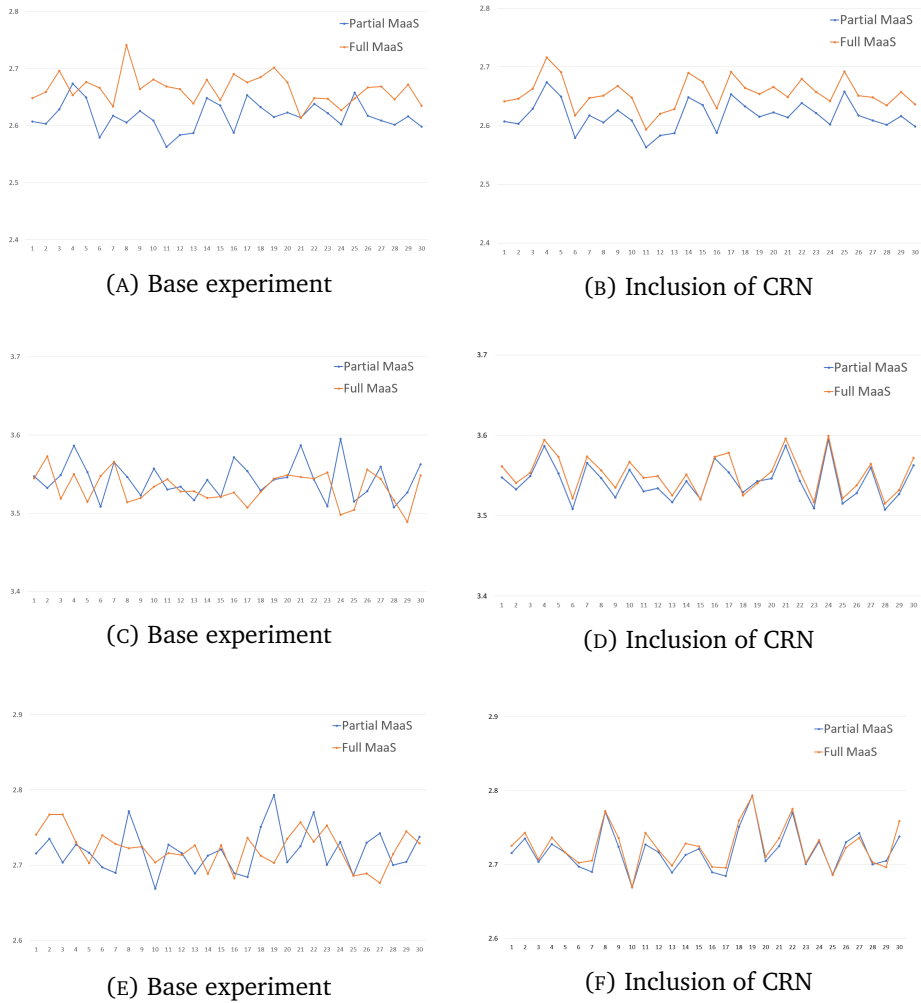 2.8
2.7
2.6
2.5
2.4
Partial MaaS
Full MaaS
1 2 3 4 5 6 7 8 9 10 11 12 13 14 15 16 17 18 19 20 21 22 23 24 25 26 27 28 29 30
(A) Base experiment
2.8
2.7
2.6
2.5
2.4
Partial MaaS
Full MaaS
1 2 3 4 5 6 7 8 9 10 11 12 13 14 15 16 17 18 19 20 21 22 23 24 25 26 27 28 29 30
(B) Inclusion of CRN
3.7
3.6
3.5
3.4
Partial MaaS
Full MaaS
1 2 3 4 5 6 7 8 9 10 11 12 13 14 15 16 17 18 19 20 21 22 23 24 25 26 27 28 29 30
(C) Base experiment
3.7
3.6
3.5
3.4
Partial MaaS
Full MaaS
1 2 3 4 5 6 7 8 9 10 11 12 13 14 15 16 17 18 19 20 21 22 23 24 25 26 27 28 29 30
(D) Inclusion of CRN
2.9
2.8
2.7
2.6
Partial MaaS
Full MaaS
1 2 3 4 5 6 7 8 9 10 11 12 13 14 15 16 17 18 19 20 21 22 23 24 25 26 27 28 29 30
(E) Base experiment
2.9
2.8
2.7
2.6
Partial MaaS
Full MaaS
1 2 3 4 5 6 7 8 9 10 11 12 13 14 15 16 17 18 19 20 21 22 23 24 25 26 27 28 29 30
(F) Inclusion of CRN